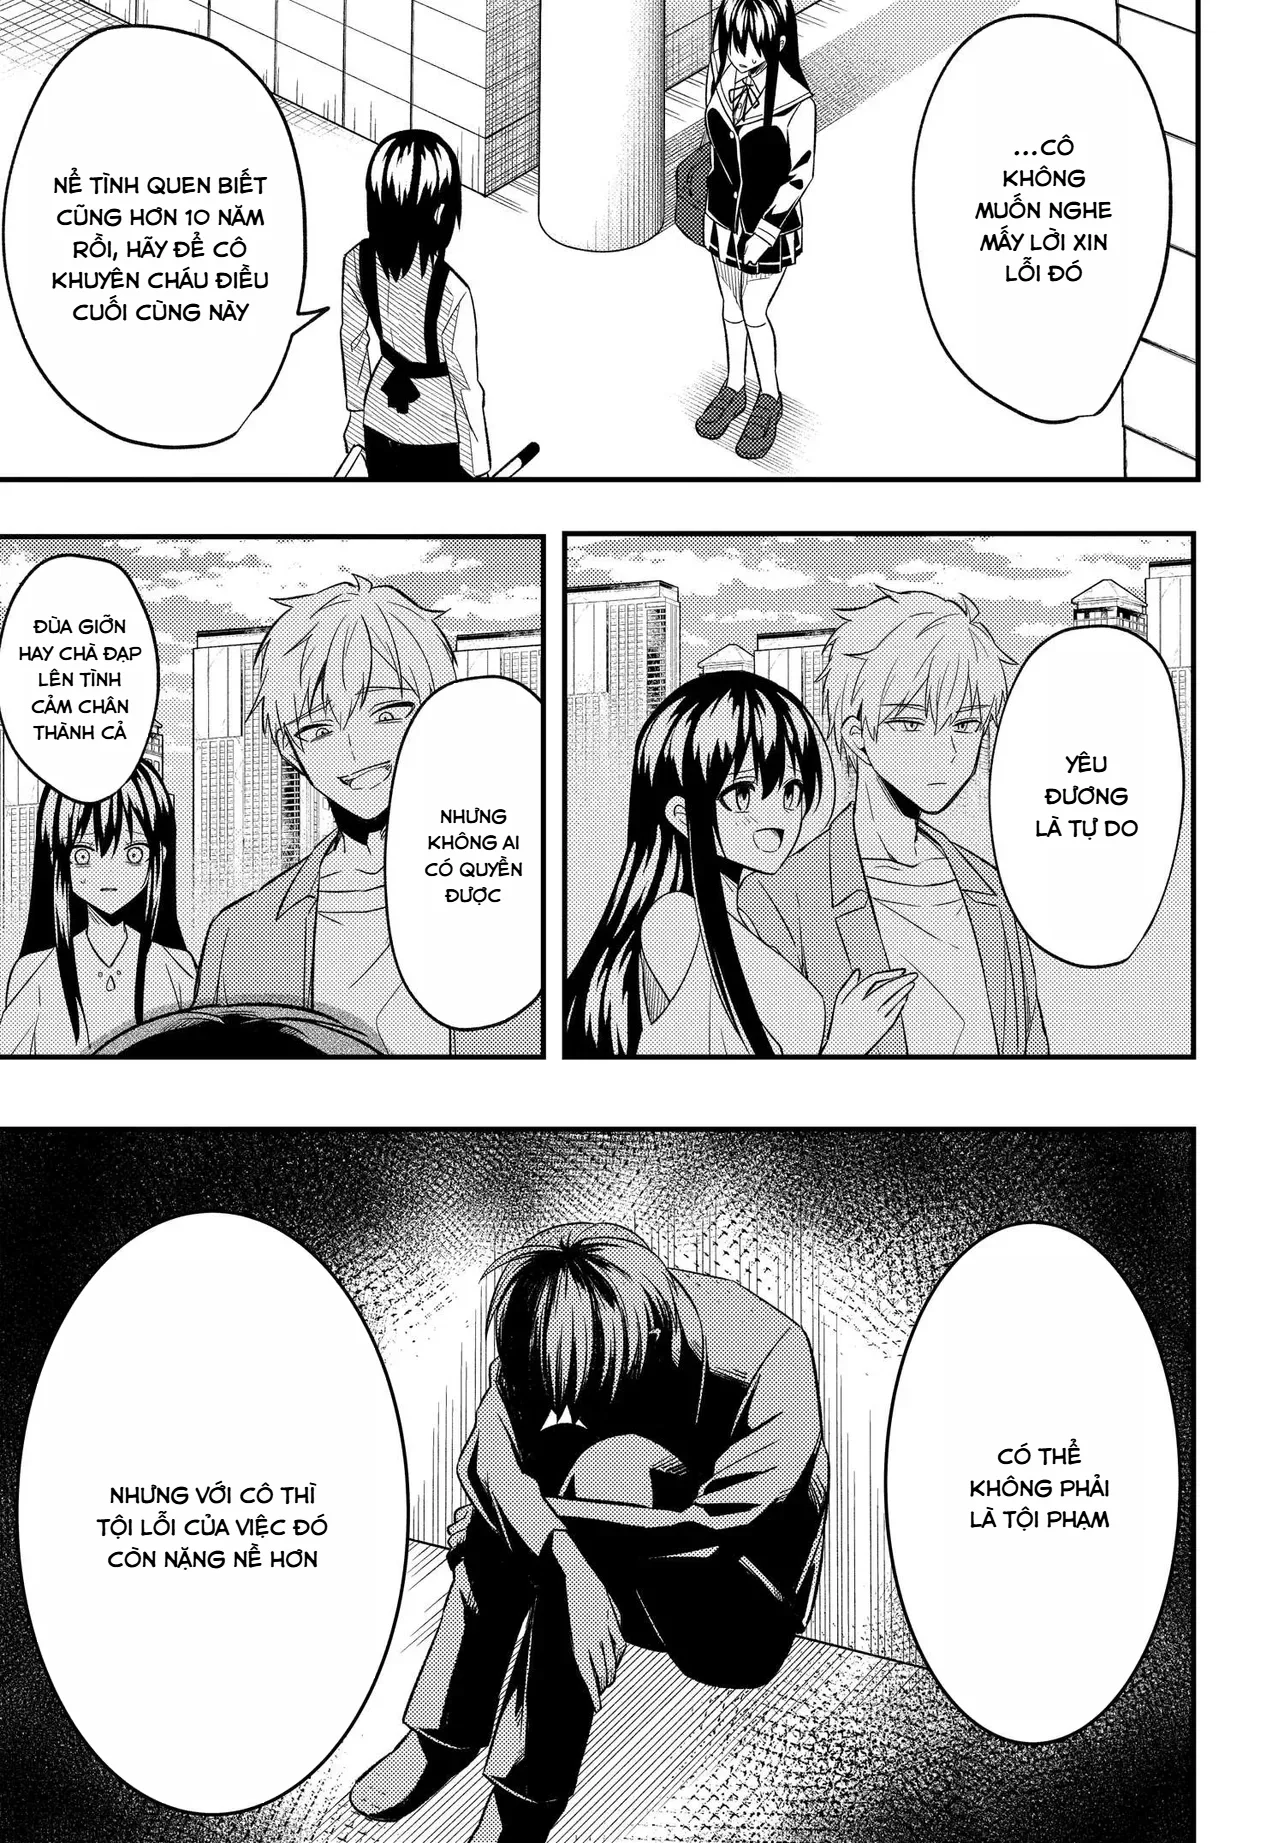 ...CÔ
KHÔNG
MUỐN NGHE
MẤY LỜI XIN
LỖI ĐÓ
NỂ TÌNH QUEN BIẾT
CŨNG HƠN 10 NĂM
RỒI, HÃY ĐỂ CÔ
KHUYÊN CHÁU ĐIỀU
CUỐI CÙNG NÀY
YÊU
ĐƯƠNG
LÀ TỰ DO
NHƯNG
KHÔNG AI
CÓ QUYỀN
ĐƯỢC
ĐÙA GIỠN
HAY CHÀ ĐẠP
LÊN TÌNH
CẢM CHÂN
THÀNH CẢ
CÓ THỂ
KHÔNG PHẢI
LÀ TỘI PHẠM
NHƯNG VỚI CÔ THÌ
TỘI LỖI CỦA VIỆC ĐÓ
CÒN NẶNG NỀ HƠN